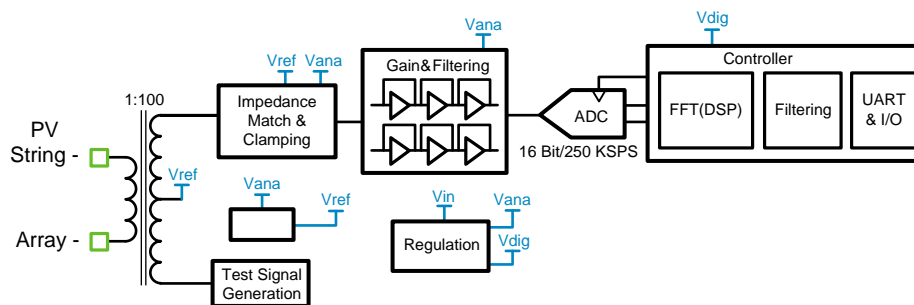 Vdig
Vana
Controller
Vref
Vana
Gain&Filtering
1:100
Impedance
Match &
Clamping
FFT(DSP)
Filtering
UART
& I/O
ADC
PV
String -
16 Bit/250 KSPS
Vref
Vana
Vref
Vin
Vana
Array -
Regulation
Vdig
Test Signal
Generation